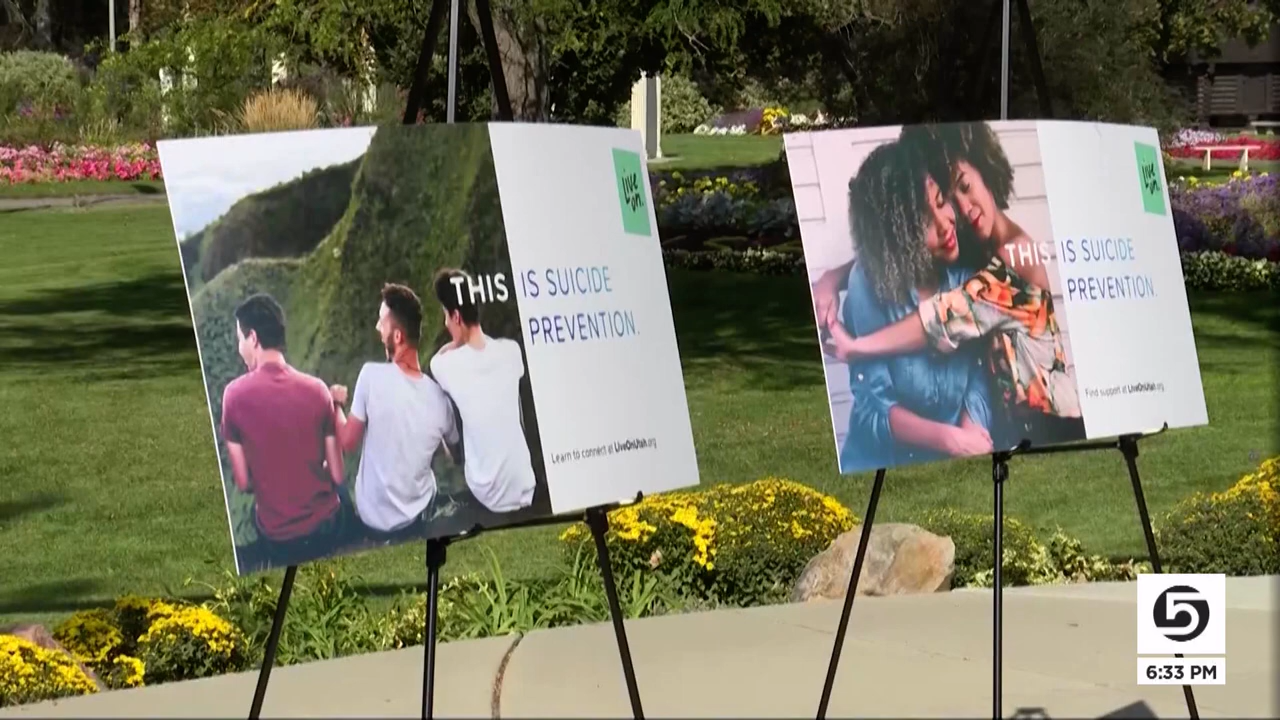 Live
on.
THIS IS SUICIDE
PREVENTION.
Learn to connect at LiveOnUtah.org
Live
on.
THIS IS SUICIDE
PREVENTION.
Find support at LiveOnUtah.org
5
6:33 PM